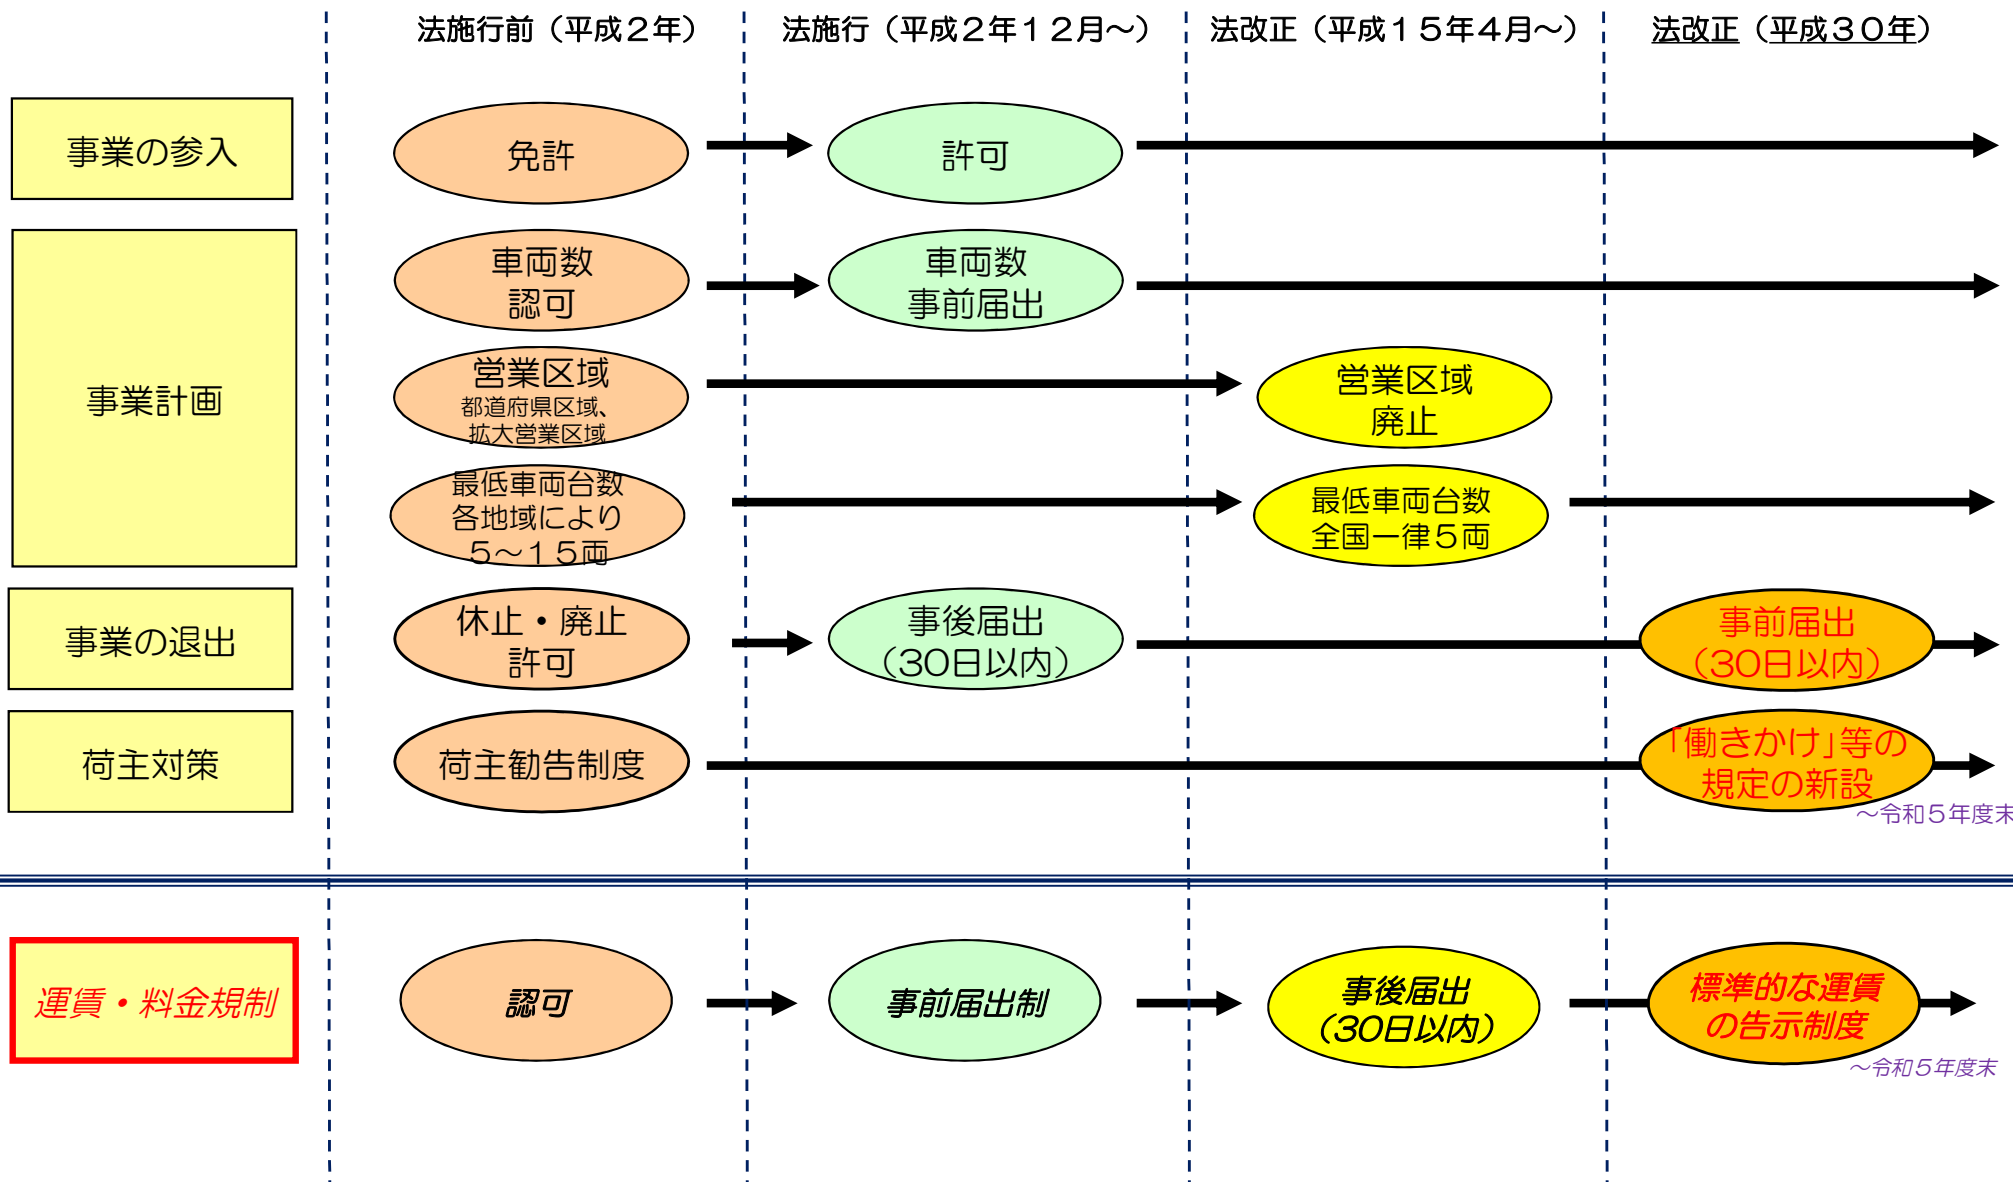 法施行前（平成２年）
法施行（平成２年１２月～）
法改正（平成１５年４月～）
法改正（平成３０年）
事業の参入
免許
許可
事業計画
車両数
認可
車両数
事前届出
営業区域
都道府県区域、
拡大営業区域
営業区域
廃止
最低車両台数
各地域により
５～１５両
最低車両台数
全国一律５両
事業の退出
休止・廃止
許可
事後届出
（30日以内）
事前届出
（30日以内）
荷主対策
荷主勧告制度
「働きかけ」等の
規定の新設
～令和５年度末
運賃・料金規制
認可
事前届出制
事後届出
（30日以内）
標準的な運賃
の告示制度
～令和５年度末